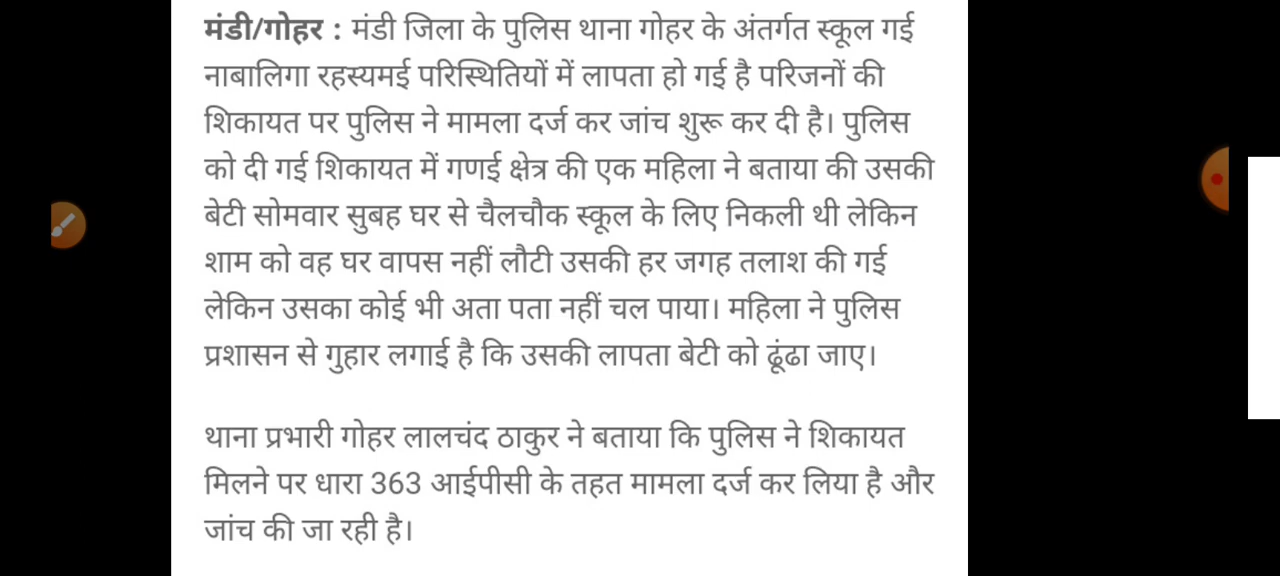 मंडी/गोहर : मंडी जिला के पुलिस थाना गोहर के अंतर्गत स्कूल गई
नाबालिगा रहस्यमई परिस्थितियों में लापता हो गई है परिजनों की
शिकायत पर पुलिस ने मामला दर्ज कर जांच शुरू कर दी है। पुलिस
को दी गई शिकायत में गणई क्षेत्र की एक महिला ने बताया की उसकी
बेटी सोमवार सुबह घर से चैलचौक स्कूल के लिए निकली थी लेकिन
शाम को वह घर वापस नहीं लौटी उसकी हर जगह तलाश की गई
लेकिन उसका कोई भी अता पता नहीं चल पाया। महिला ने पुलिस
प्रशासन से गुहार लगाई है कि उसकी लापता बेटी को ढूंढा जाए।
थाना प्रभारी गोहर लालचंद ठाकुर ने बताया कि पुलिस ने शिकायत
मिलने पर धारा 363 आईपीसी के तहत मामला दर्ज कर लिया है और
जांच की जा रही है।